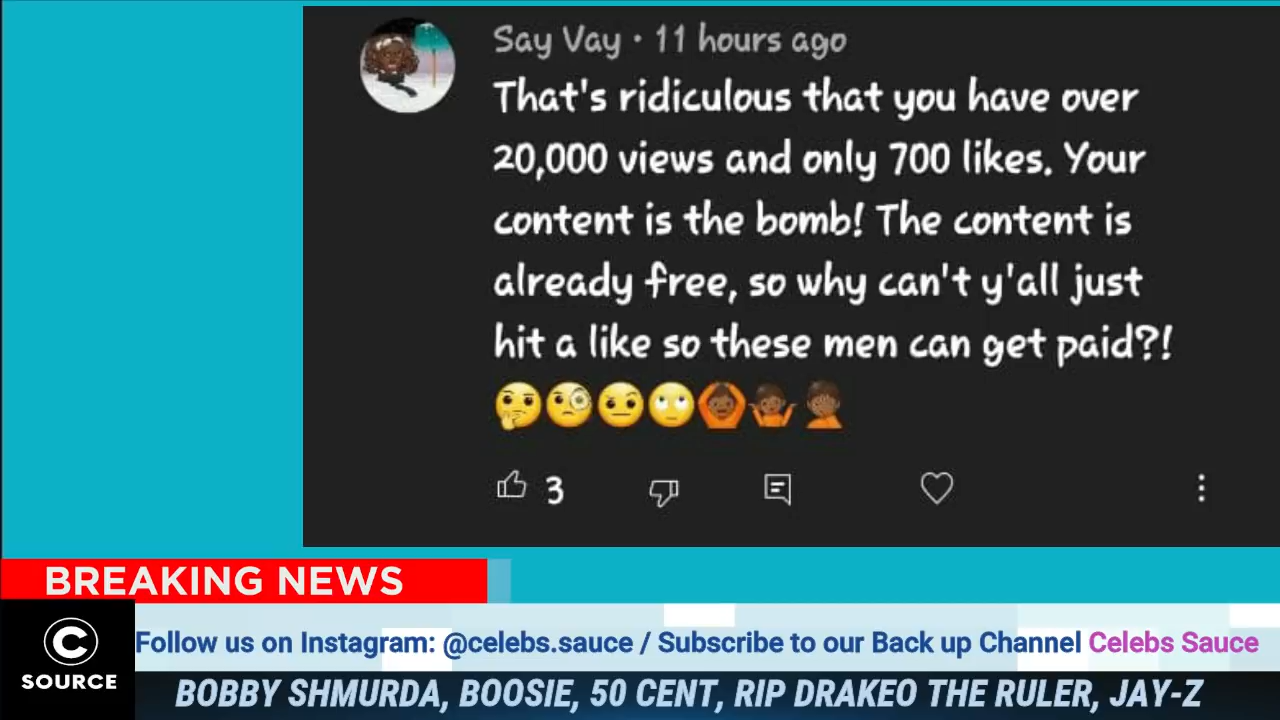 Say Vay • 11 hours ago
That's ridiculous that you have over
20,000 views and only 700 likes. Your
content is the bomb! The content is
already free, so why can't y'all just
hit a like so these men can get paid?!
🤔🧐🤨🙄🙆🏾🤷🏾🤦🏾
3
BREAKING NEWS
C
SOURCE
Follow us on Instagram: @celebs.sauce / Subscribe to our Back up Channel Celebs Sauce
BOBBY SHMURDA, BOOSIE, 50 CENT, RIP DRAKEO THE RULER, JAY-Z